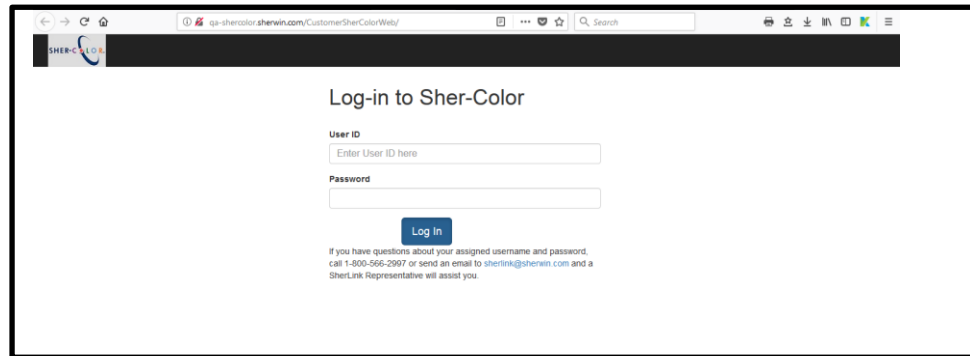 qa-shercolor.sherwin.com/CustomerSherColorWeb/
Search
SHER-COLOR
Log-in to Sher-Color
User ID
Enter User ID here
Password
Log In
If you have questions about your assigned username and password,
call 1-800-566-2997 or send an email to sherlink@sherwin.com and a
SherLink Representative will assist you.